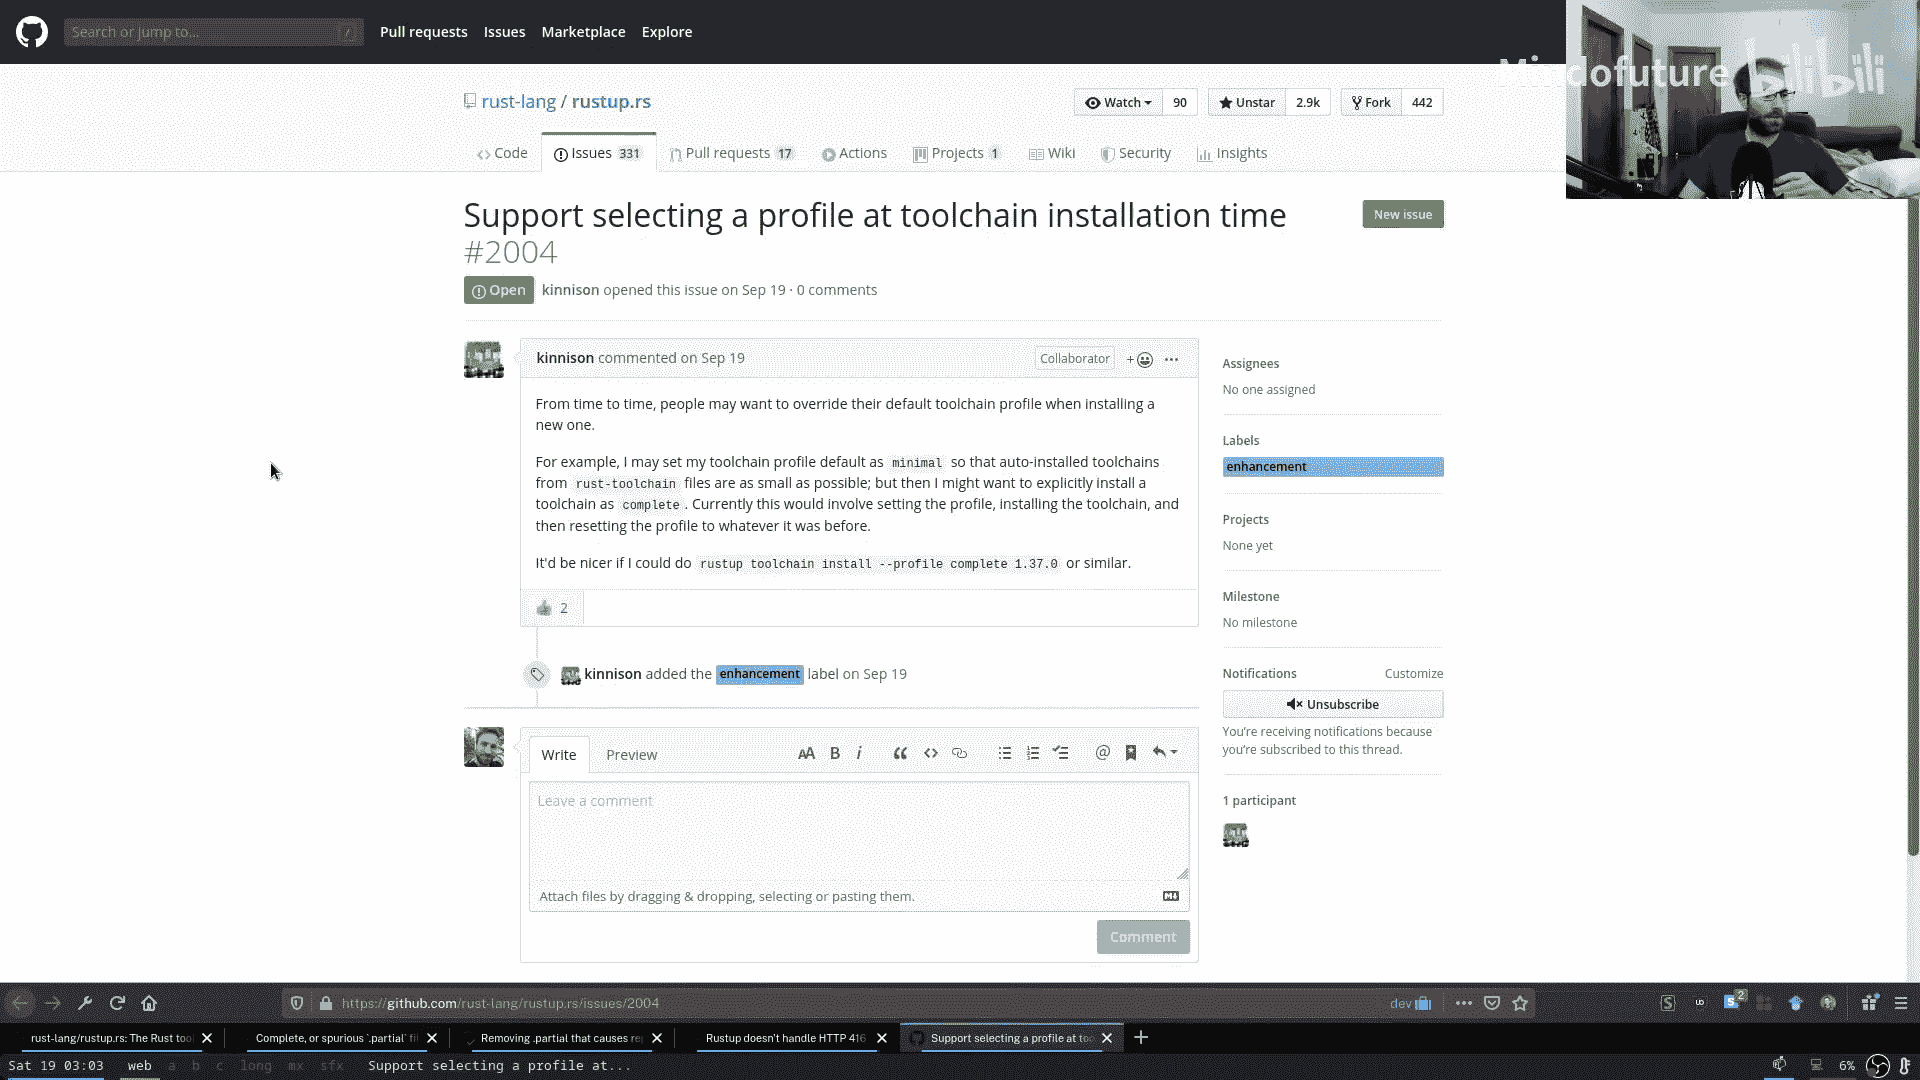 Search or jump to... /
Pull requests Issues Marketplace Explore
Mindofuture bilibili
rust-lang / rustup.rs
Watch 90 Unstar 2.9k Fork 442
Code Issues 331 Pull requests 17 Actions Projects 1 Wiki Security Insights
Support selecting a profile at toolchain installation time
#2004
New issue
Open kinnison opened this issue on Sep 19 · 0 comments
kinnison commented on Sep 19 Collaborator
From time to time, people may want to override their default toolchain profile when installing a
new one.
For example, I may set my toolchain profile default as minimal so that auto-installed toolchains
from rust-toolchain files are as small as possible; but then I might want to explicitly install a
toolchain as complete . Currently this would involve setting the profile, installing the toolchain, and
then resetting the profile to whatever it was before.
It'd be nicer if I could do rustup toolchain install --profile complete 1.37.0 or similar.
2
kinnison added the enhancement label on Sep 19
Write Preview
Leave a comment
Attach files by dragging & dropping, selecting or pasting them.
Comment
Assignees
No one assigned
Labels
enhancement
Projects
None yet
Milestone
No milestone
Notifications Customize
Unsubscribe
You're receiving notifications because
you're subscribed to this thread.
1 participant
https://github.com/rust-lang/rustup.rs/issues/2004 dev
2
rust-lang/rustup.rs: The Rust too Complete, or spurious `.partial` fi Removing .partial that causes re Rustup doesn't handle HTTP 416 Support selecting a profile at too
Sat 19 03:03 web a b c long mx sfx Support selecting a profile at... 6%